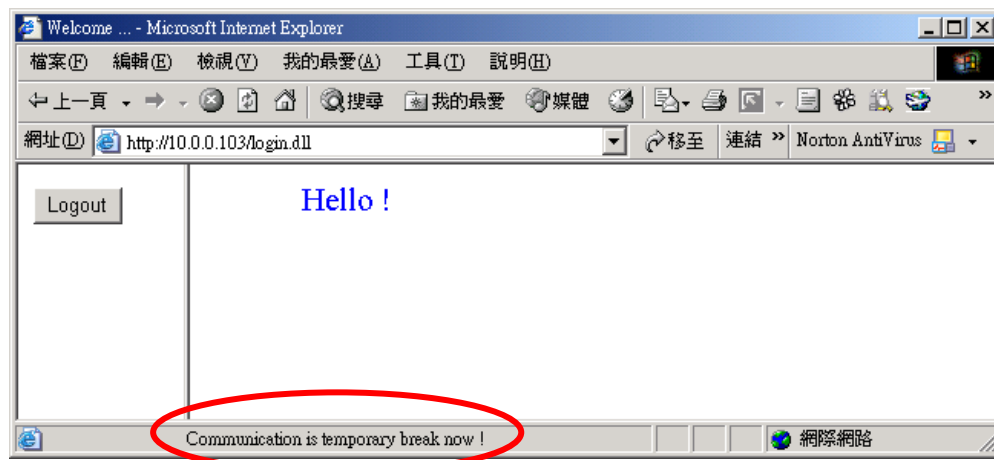 Welcome ... - Microsoft Internet Explorer
檔案(F) 編輯(E) 檢視(V) 我的最愛(A) 工具(T) 說明(H)
上一頁 搜尋 我的最愛 媒體 »
網址(D) http://10.0.0.103/login.dll 移至 連結 » Norton AntiVirus
Logout
Hello !
Communication is temporary break now ! 網際網路